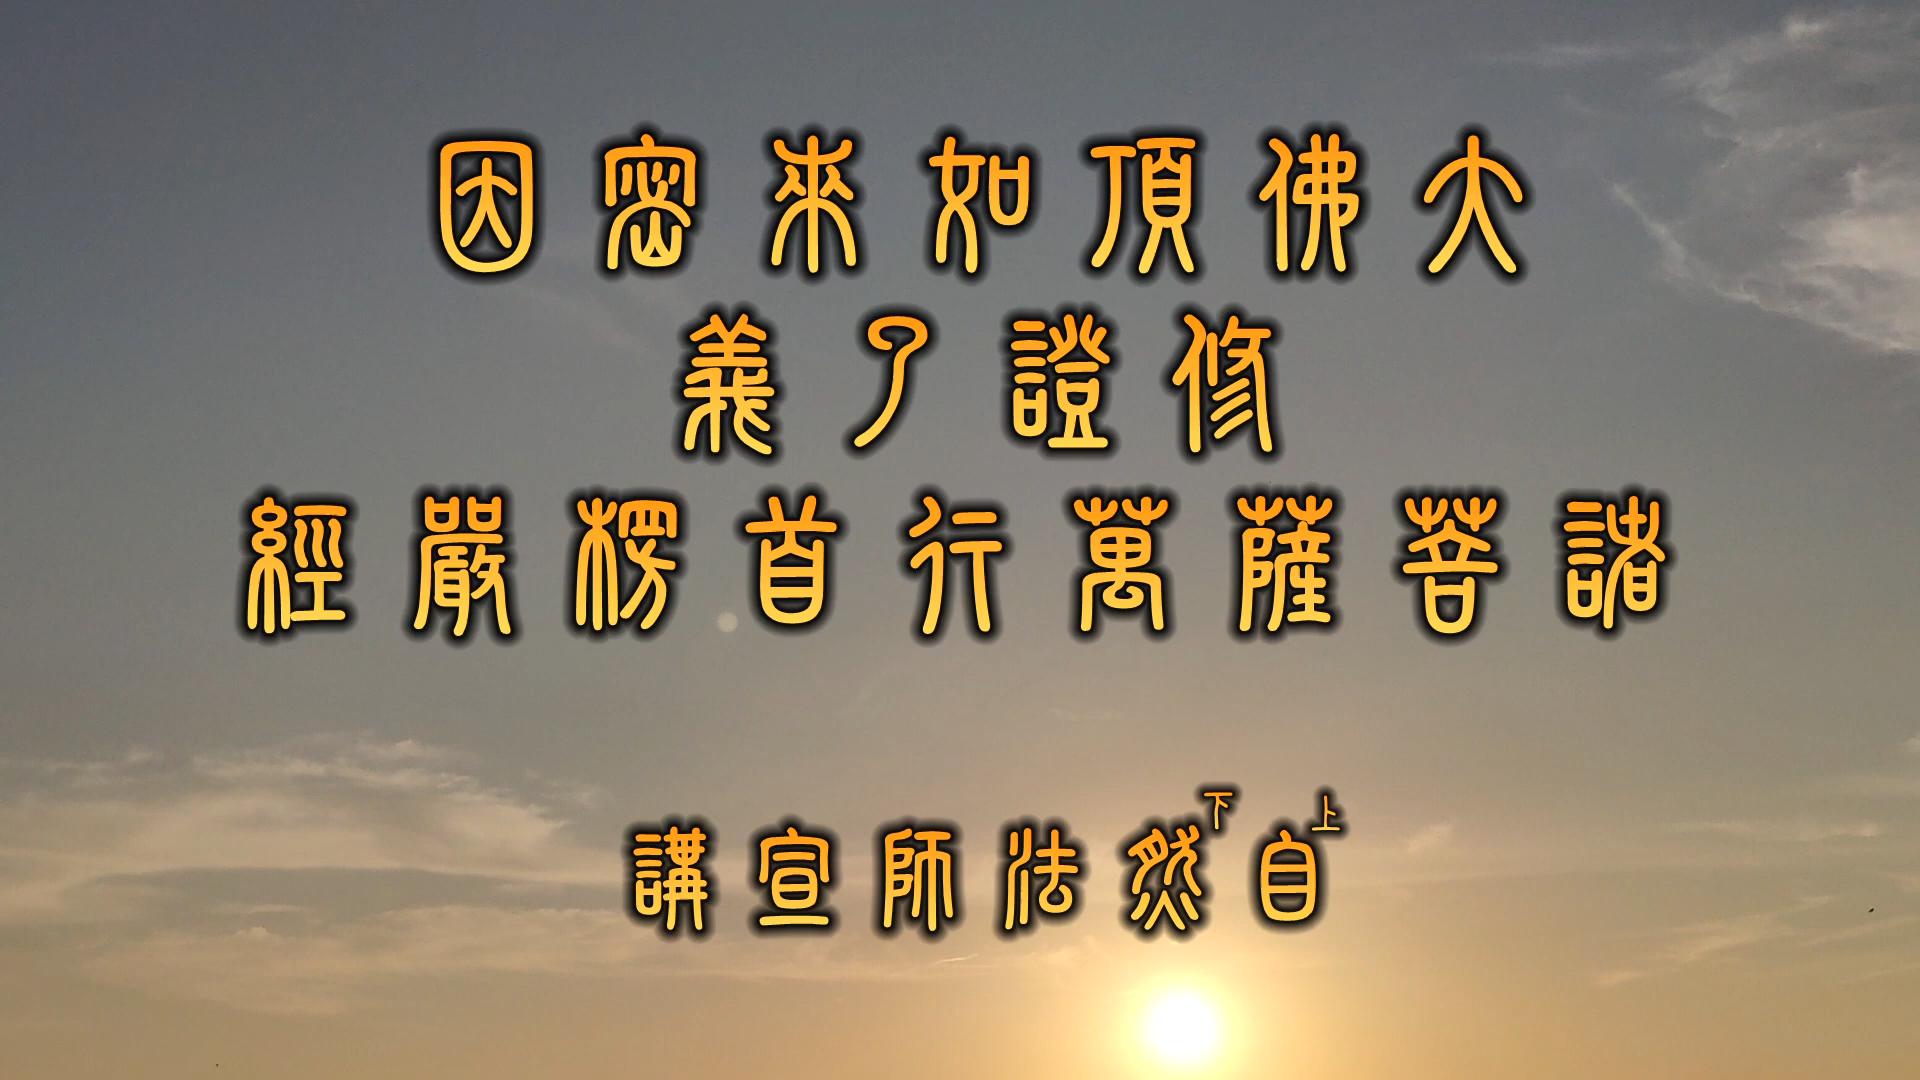 大佛頂如來密因
修證了義
諸菩薩萬行首楞嚴經
上自下然法師宣講